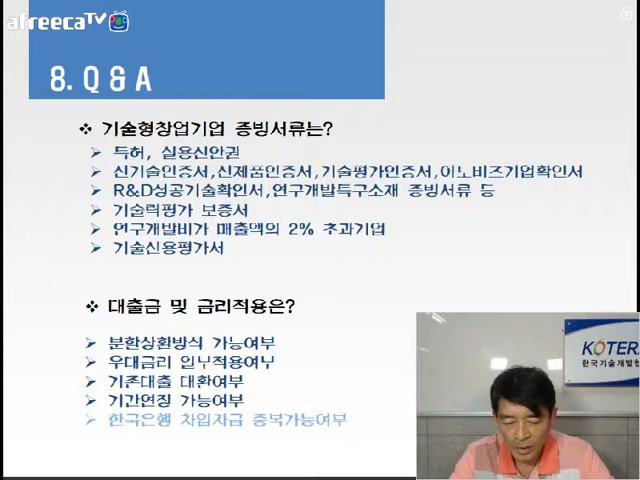 afreecaTV
8. Q & A
❖ 기술형창업기업 증빙서류는?
➢ 특허, 실용신안권
➢ 신기술인증서,신제품인증서,기술평가인증서,이노비즈기업확인서
➢ R&D성공기술확인서,연구개발특구소재 증빙서류 등
➢ 기술력평가 보증서
➢ 연구개발비가 매출액의 2% 초과기업
➢ 기술신용평가서
❖ 대출금 및 금리적용은?
➢ 분할상환방식 가능여부
➢ 우대금리 일부적용여부
➢ 기존대출 대환여부
➢ 기간연장 가능여부
➢ 한국은행 차입자금 중복가능여부
KOTERA
한국기술개발협